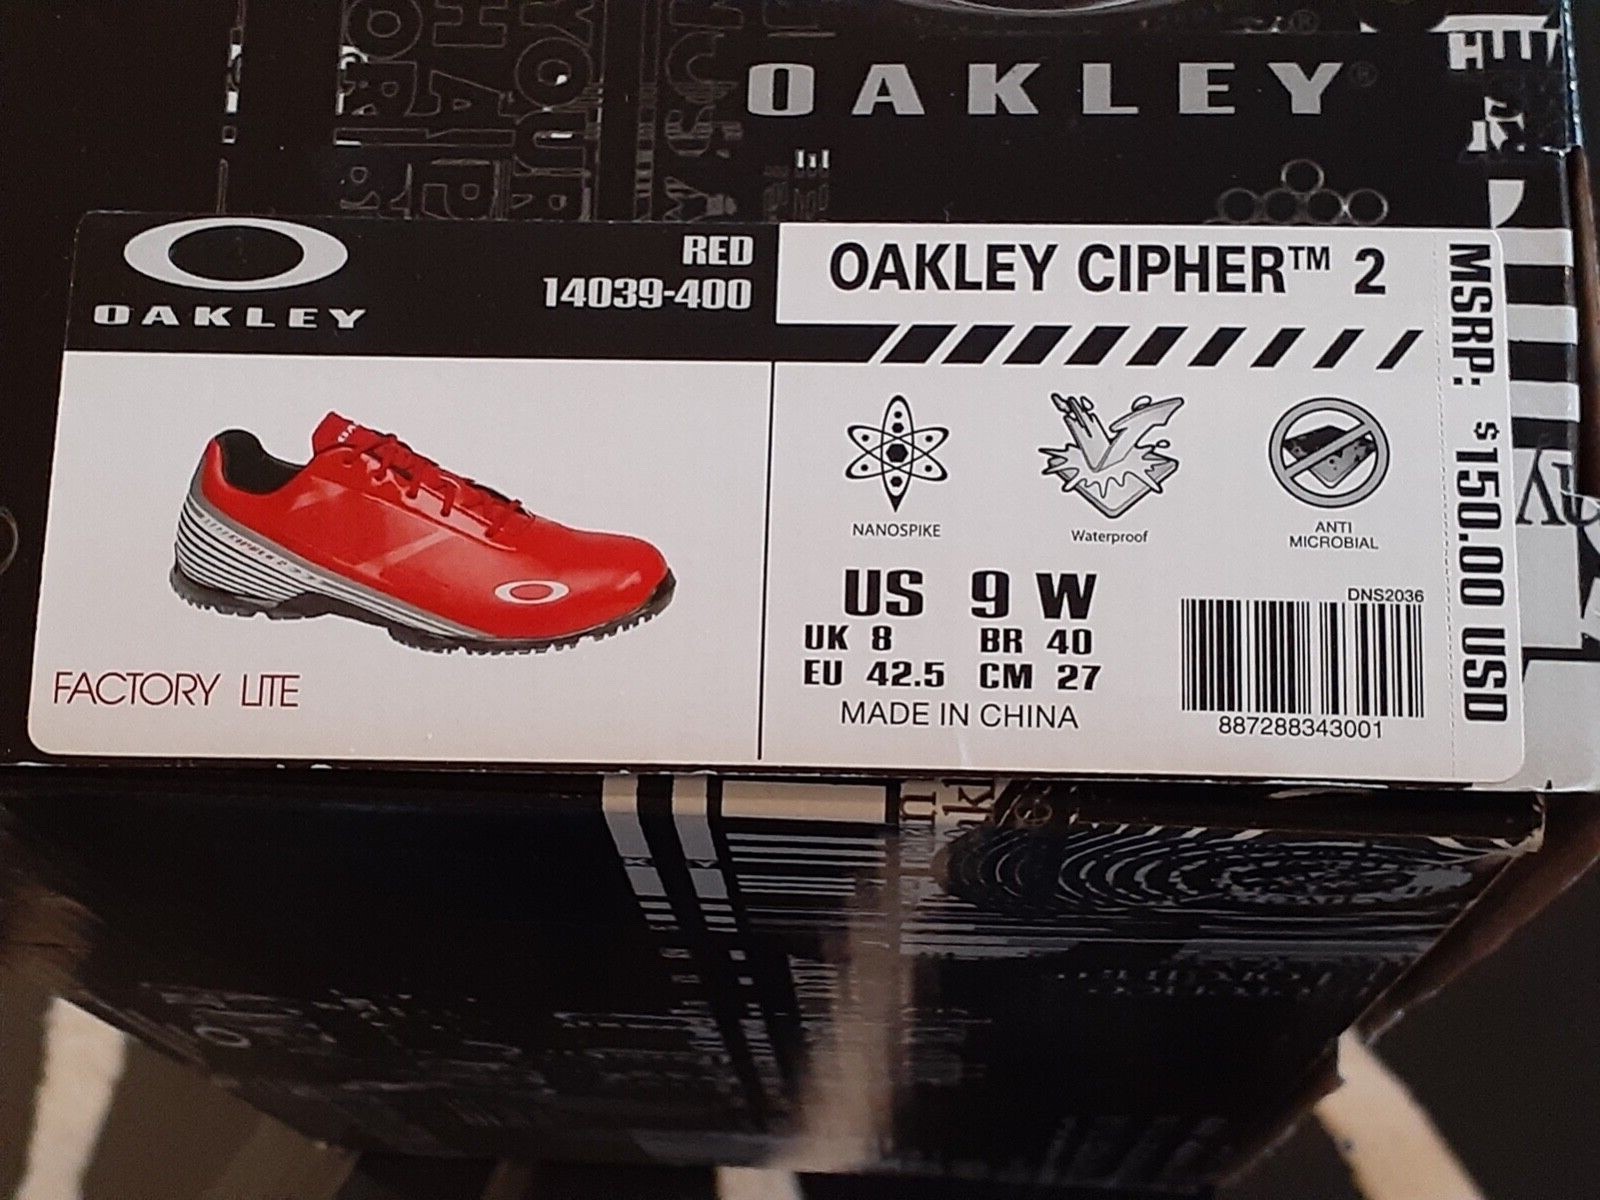 OAKLEY®
OAKLEY
RED
14039-400
OAKLEY CIPHER™ 2
MSRP: $150.00 USD
NANOSPIKE
Waterproof
ANTI
MICROBIAL
FACTORY LITE
US 9 W
UK 8 BR 40
EU 42.5 CM 27
MADE IN CHINA
DNS2036
887288343001